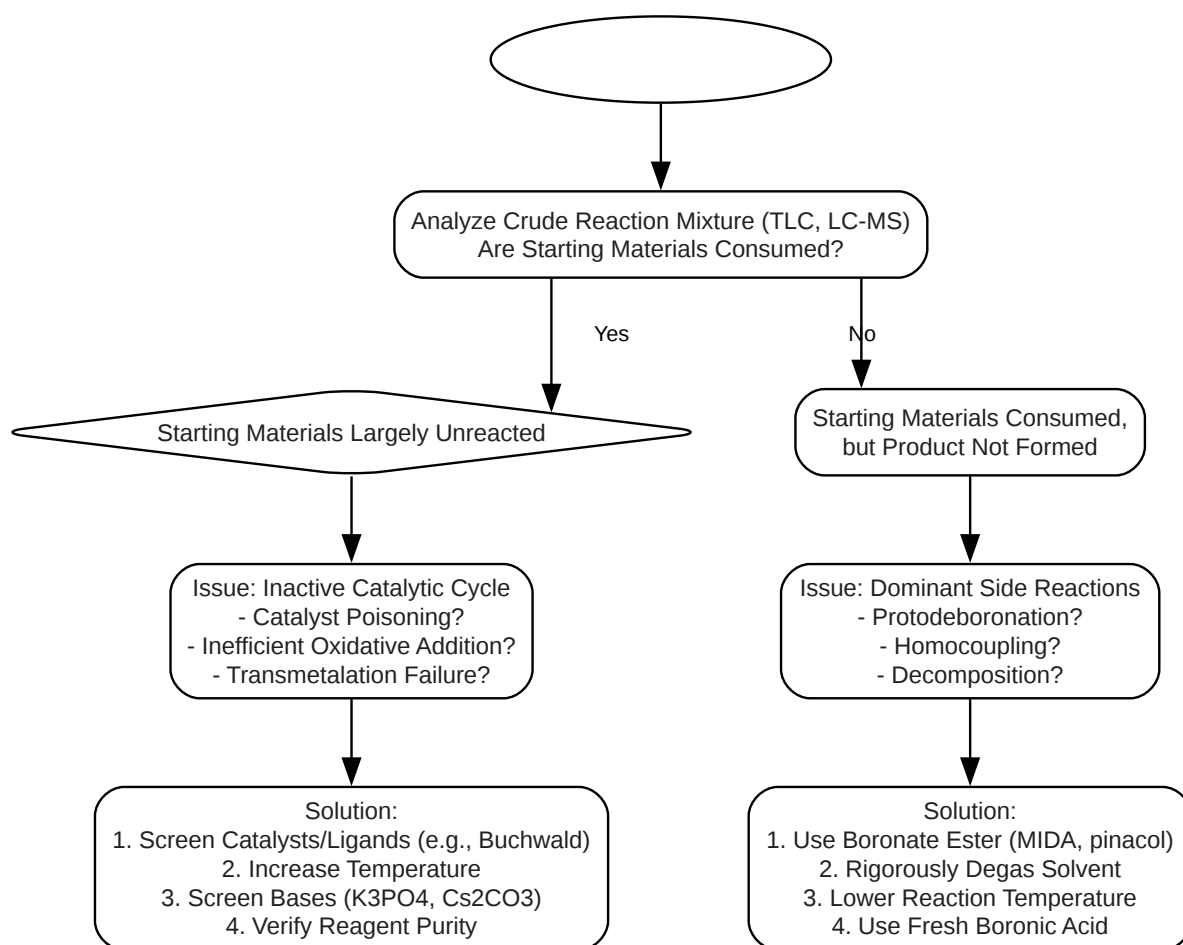 Analyze Crude Reaction Mixture (TLC, LC-MS)
Are Starting Materials Consumed?
Yes
No
Starting Materials Largely Unreacted
Starting Materials Consumed,
but Product Not Formed
Issue: Inactive Catalytic Cycle
- Catalyst Poisoning?
- Inefficient Oxidative Addition?
- Transmetalation Failure?
Issue: Dominant Side Reactions
- Protodeboronation?
- Homocoupling?
- Decomposition?
Solution:
1. Screen Catalysts/Ligands (e.g., Buchwald)
2. Increase Temperature
3. Screen Bases (K3PO4, Cs2CO3)
4. Verify Reagent Purity
Solution:
1. Use Boronate Ester (MIDA, pinacol)
2. Rigorously Degas Solvent
3. Lower Reaction Temperature
4. Use Fresh Boronic Acid